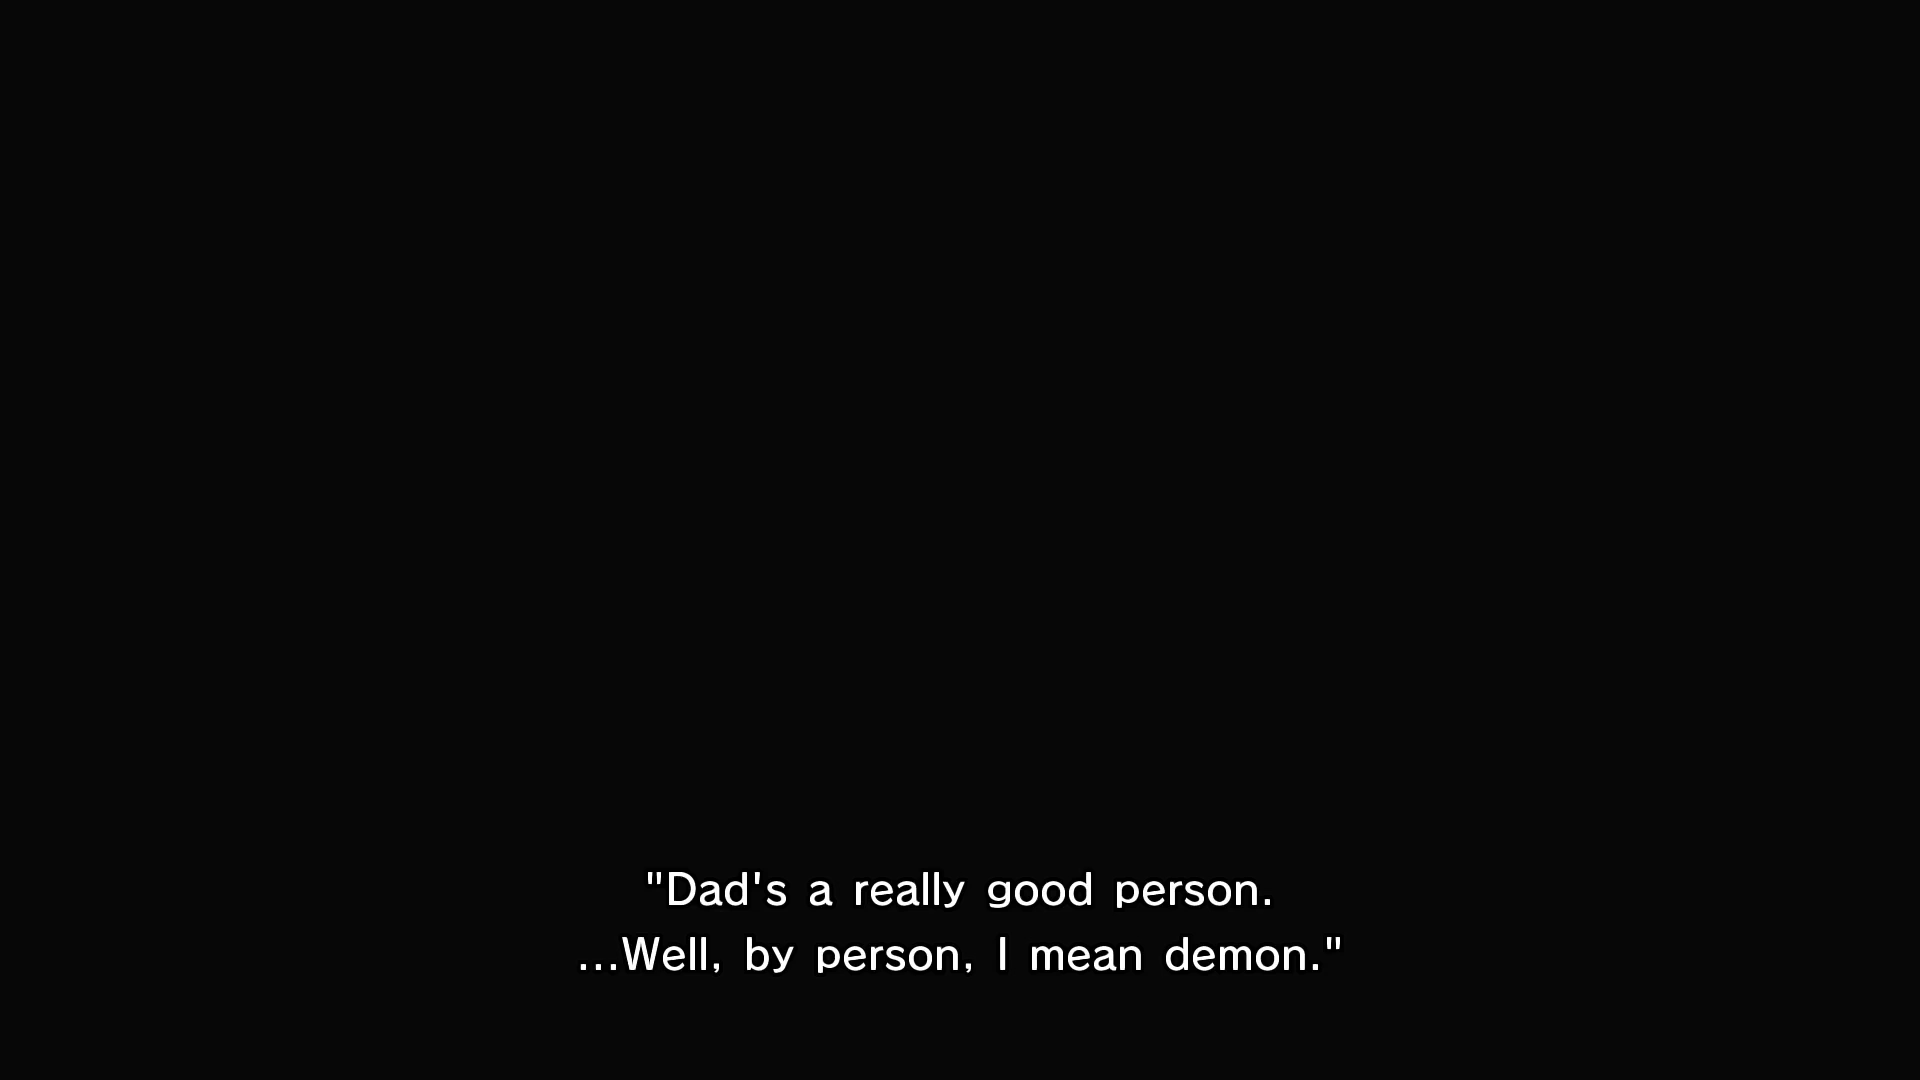 "Dad's a really good person.
...Well, by person, I mean demon."